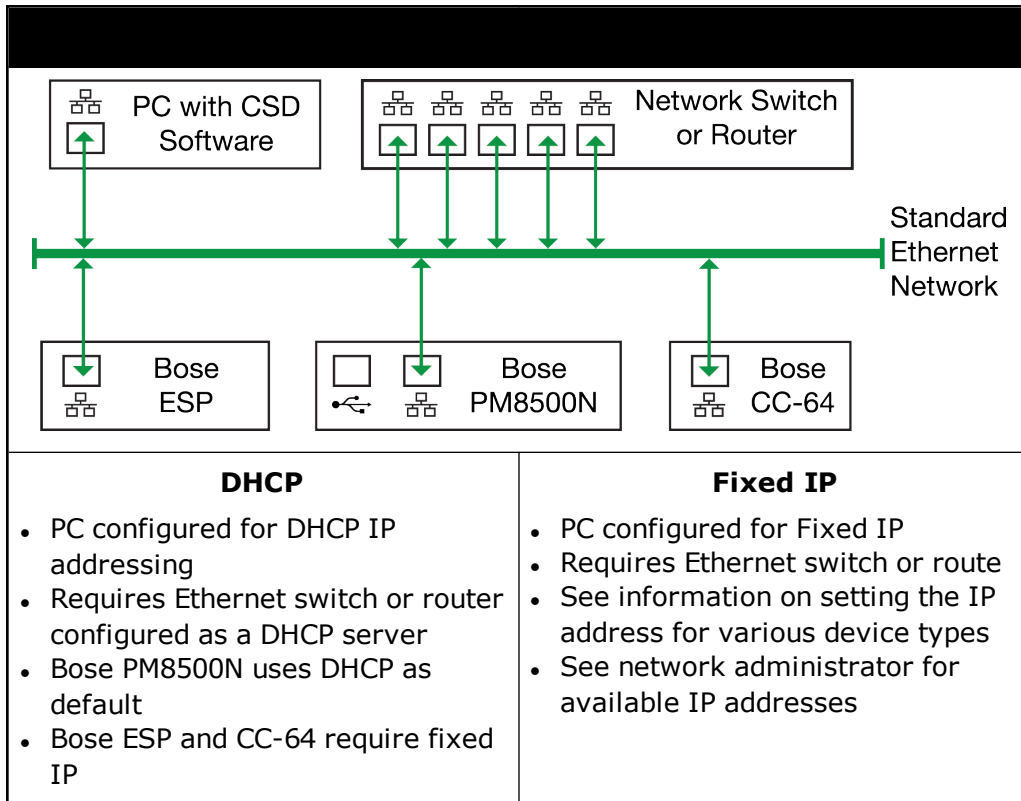 PC with CSD
Software
Network Switch
or Router
Standard
Ethernet
Network
Bose
ESP
Bose
PM8500N
Bose
CC-64
DHCP
• PC configured for DHCP IP
addressing
• Requires Ethernet switch or router
configured as a DHCP server
• Bose PM8500N uses DHCP as
default
• Bose ESP and CC-64 require fixed
IP
Fixed IP
• PC configured for Fixed IP
• Requires Ethernet switch or route
• See information on setting the IP
address for various device types
• See network administrator for
available IP addresses